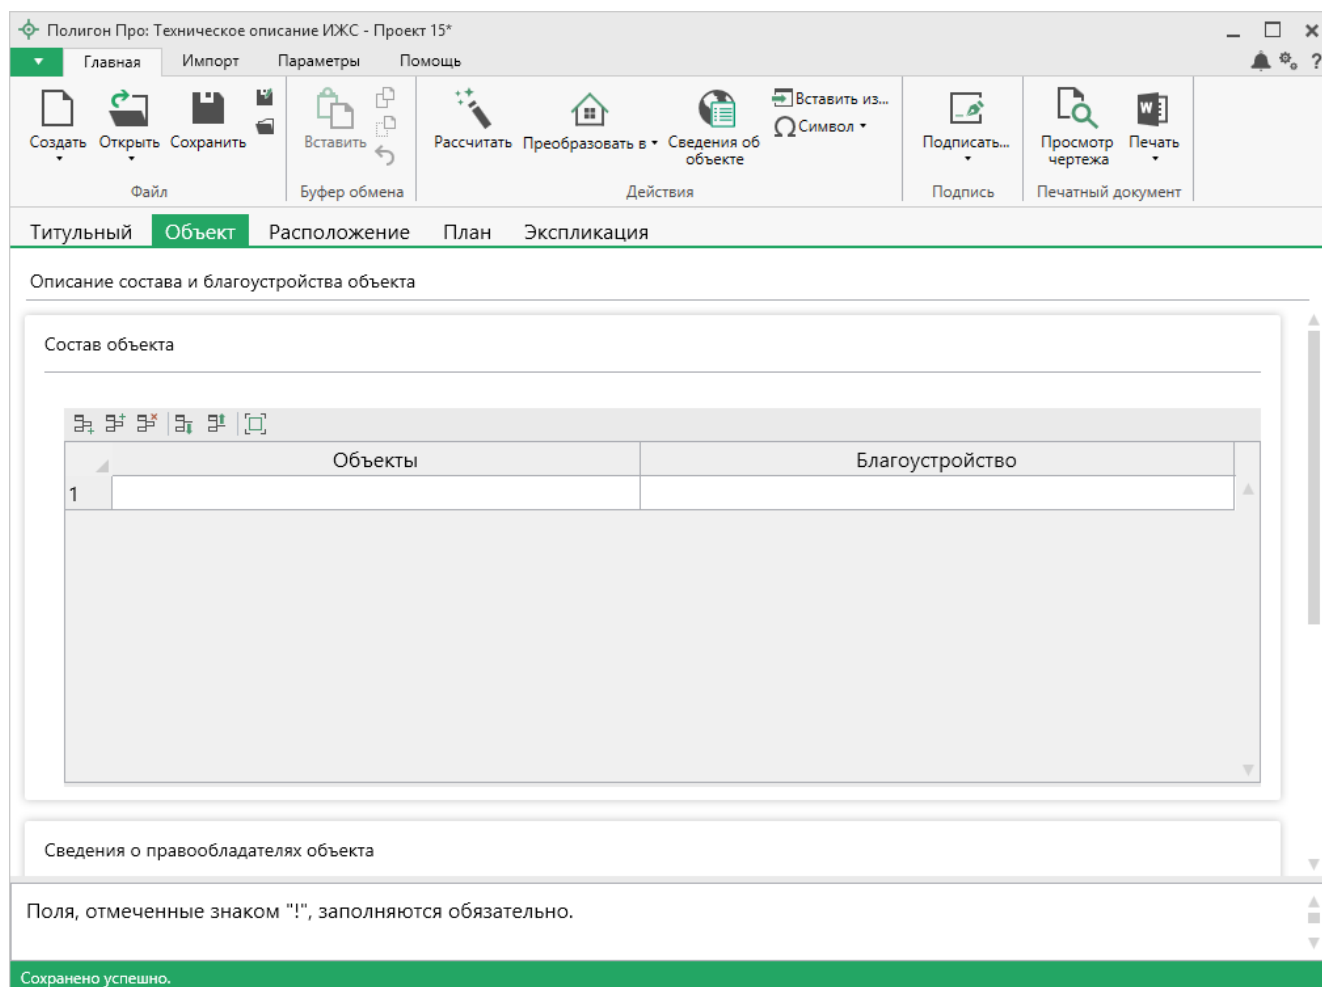 Полигон Про: Техническое описание ИЖС - Проект 15*
Главная Импорт Параметры Помощь
?
Создать Открыть Сохранить Вставить Рассчитать Преобразовать в Сведения об объекте Вставить из... Символ Подписать... Просмотр чертежа Печать
Файл Буфер обмена Действия Подпись Печатный документ
Титульный Объект Расположение План Экспликация
Описание состава и благоустройства объекта
Состав объекта
Объекты Благоустройство
1
Сведения о правообладателях объекта
Поля, отмеченные знаком "!", заполняются обязательно.
Сохранено успешно.